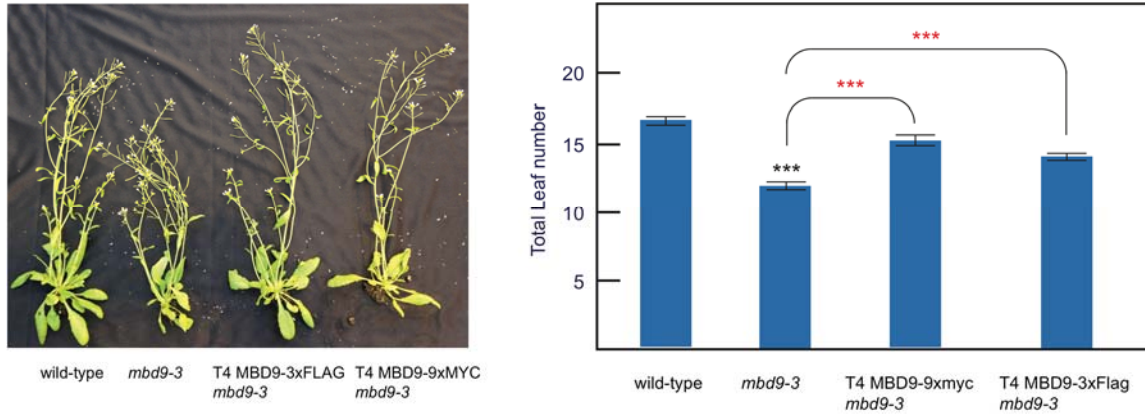 wild-type
mbd9-3
T4 MBD9-3xFLAG
mbd9-3
T4 MBD9-9xMYC
mbd9-3
Total Leaf number
20
15
10
5
***
***
***
wild-type
mbd9-3
T4 MBD9-9xmyc
mbd9-3
T4 MBD9-3xFlag
mbd9-3